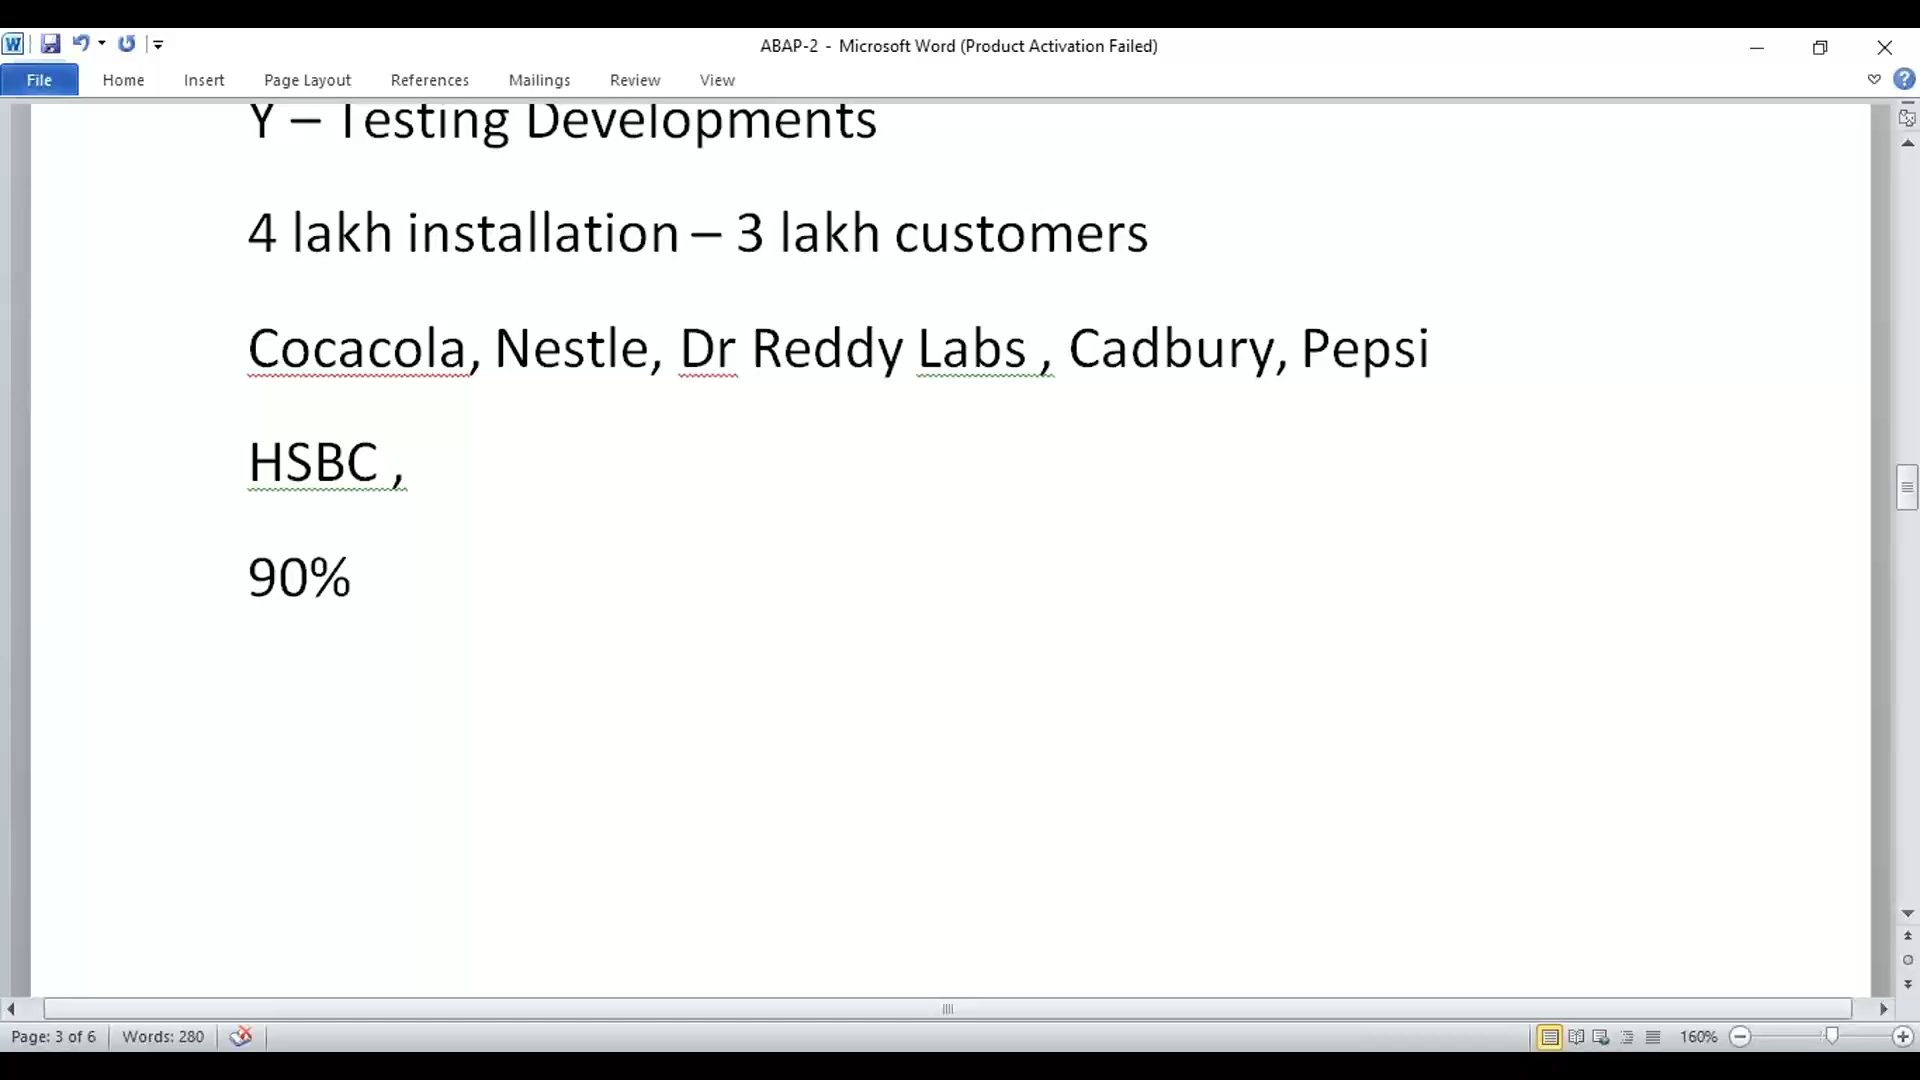 ABAP-2 - Microsoft Word (Product Activation Failed)
File Home Insert Page Layout References Mailings Review View
Y – Testing Developments
4 lakh installation – 3 lakh customers
Cocacola, Nestle, Dr Reddy Labs , Cadbury, Pepsi
HSBC ,
90%
Page: 3 of 6 Words: 280 160%